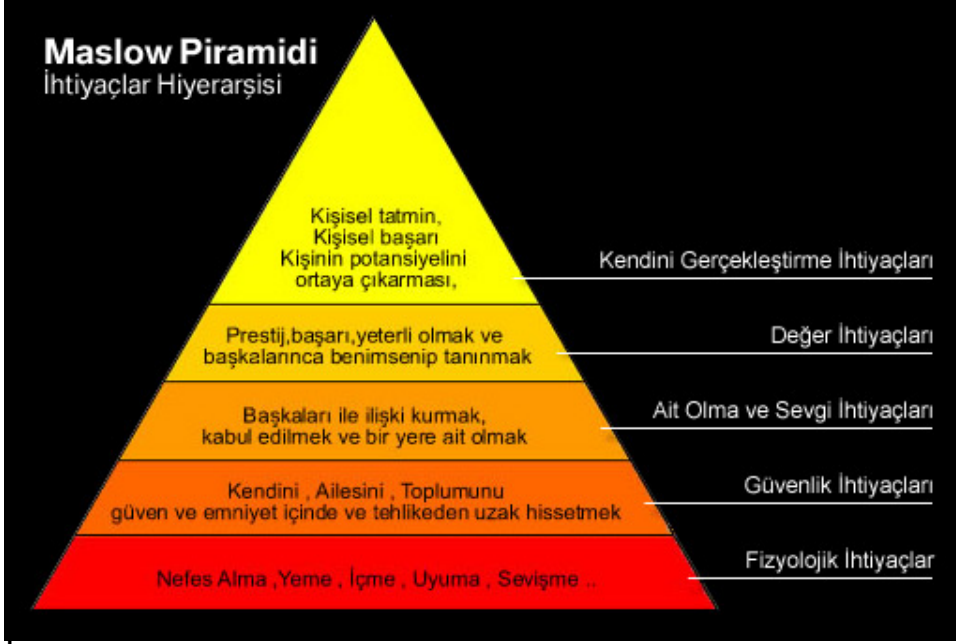 Maslow Piramidi
İhtiyaçlar Hiyerarşisi
Kişisel tatmin,
Kişisel başarı
Kişinin potansiyelini
ortaya çıkarması,
Kendini Gerçekleştirme İhtiyaçları
Prestij,başarı,yeterli olmak ve
başkalarınca benimsenip tanınmak
Değer İhtiyaçları
Başkaları ile ilişki kurmak,
kabul edilmek ve bir yere ait olmak
Ait Olma ve Sevgi İhtiyaçları
Kendini , Ailesini , Toplumunu
güven ve emniyet içinde ve tehlikeden uzak hissetmek
Güvenlik İhtiyaçları
Nefes Alma ,Yeme , İçme , Uyuma , Sevişme ..
Fizyolojik İhtiyaçlar